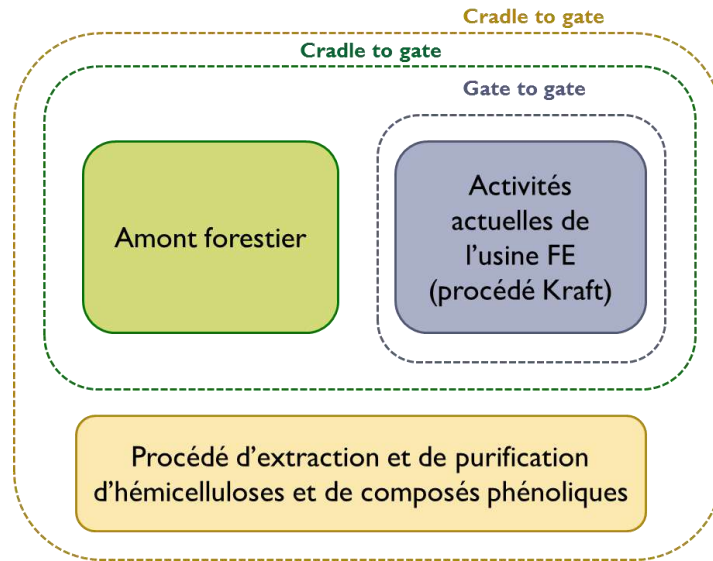 Cradle to gate
Cradle to gate
Gate to gate
Amont forestier
Activités
actuelles de
l'usine FE
(procédé Kraft)
Procédé d'extraction et de purification
d'hémicelluloses et de composés phénoliques